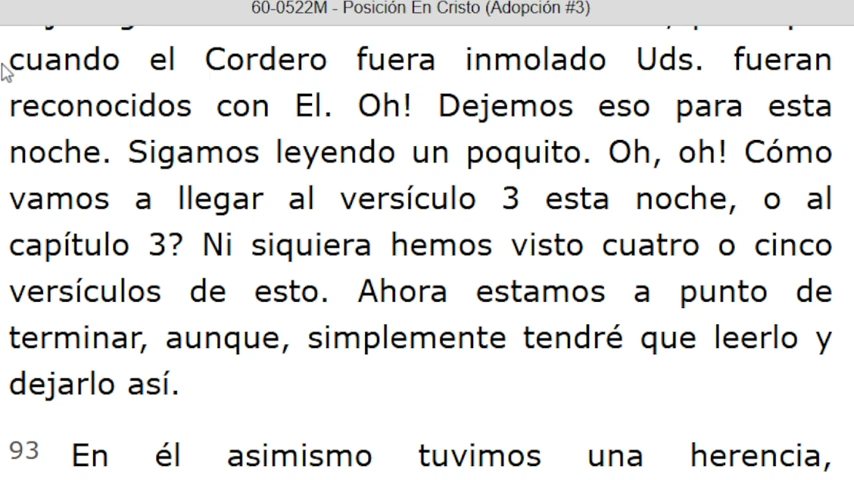 60-0522M - Posición En Cristo (Adopción #3)
cuando el Cordero fuera inmolado Uds. fueran
reconocidos con El. Oh! Dejemos eso para esta
noche. Sigamos leyendo un poquito. Oh, oh! Cómo
vamos a llegar al versículo 3 esta noche, o al
capítulo 3? Ni siquiera hemos visto cuatro o cinco
versículos de esto. Ahora estamos a punto de
terminar, aunque, simplemente tendré que leerlo y
dejarlo así.
93 En él asimismo tuvimos una herencia,